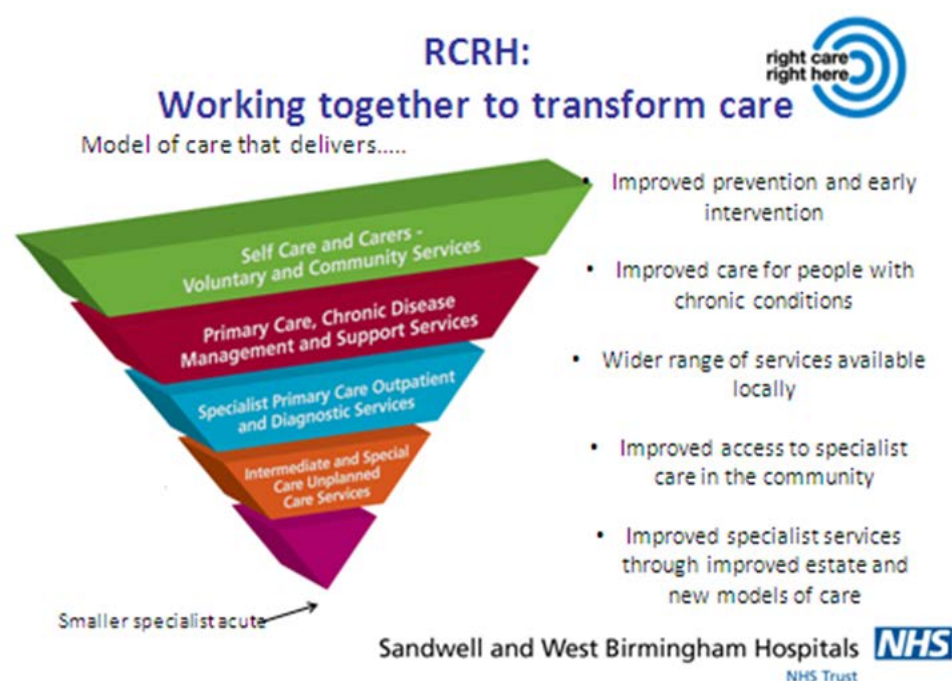 RCRH:
Working together to transform care
right care
right here
Model of care that delivers.....
Self Care and Carers -
Voluntary and Community Services
Primary Care, Chronic Disease
Management and Support Services
Specialist Primary Care Outpatient
and Diagnostic Services
Intermediate and Special
Care Unplanned
Care Services
Smaller specialist acute
• Improved prevention and early
intervention
• Improved care for people with
chronic conditions
• Wider range of services available
locally
• Improved access to specialist
care in the community
• Improved specialist services
through improved estate and
new models of care
Sandwell and West Birmingham Hospitals NHS
NHS Trust